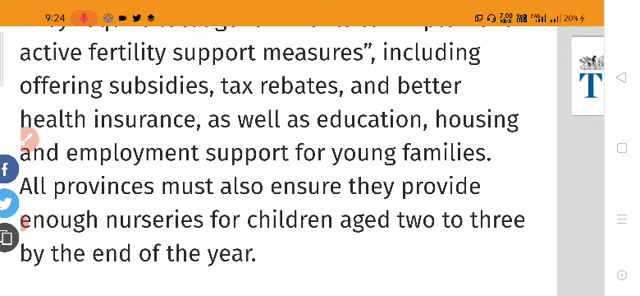 9:24
20%
active fertility support measures”, including
offering subsidies, tax rebates, and better
health insurance, as well as education, housing
and employment support for young families.
All provinces must also ensure they provide
enough nurseries for children aged two to three
by the end of the year.
T